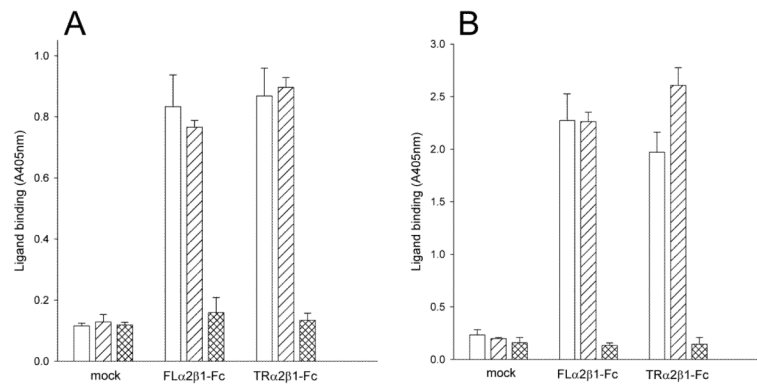 A
Ligand binding (A405nm)
1.0
0.8
0.6
0.4
0.2
0.0
mock
FLα2β1-Fc
TRα2β1-Fc
B
Ligand binding (A405nm)
3.0
2.5
2.0
1.5
1.0
0.5
0.0
mock
FLα2β1-Fc
TRα2β1-Fc